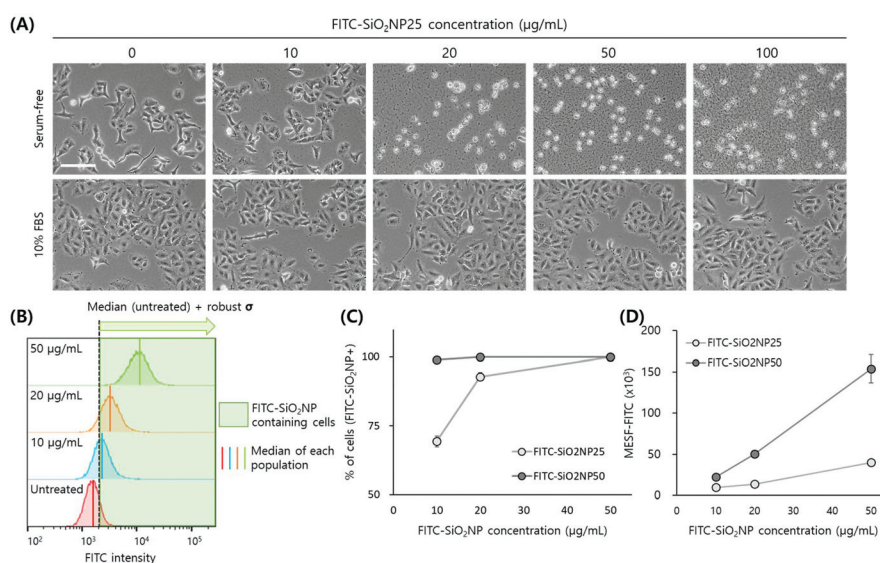 (A)
FITC-SiO₂NP25 concentration (μg/mL)
0 10 20 50 100
Serum-free
10% FBS
(B)
Median (untreated) + robust σ
50 μg/mL
20 μg/mL
10 μg/mL
Untreated
10² 10³ 10⁴ 10⁵
FITC intensity
FITC-SiO₂NP
containing cells
Median of each
population
(C)
% of cells (FITC-SiO₂NP+)
100
75
50
FITC-SiO2NP25
FITC-SiO2NP50
0 10 20 30 40 50
FITC-SiO₂NP concentration (μg/mL)
(D)
MESF-FITC (x10³)
200
150
100
50
0
FITC-SiO2NP25
FITC-SiO2NP50
0 10 20 30 40 50
FITC-SiO₂NP concentration (μg/mL)